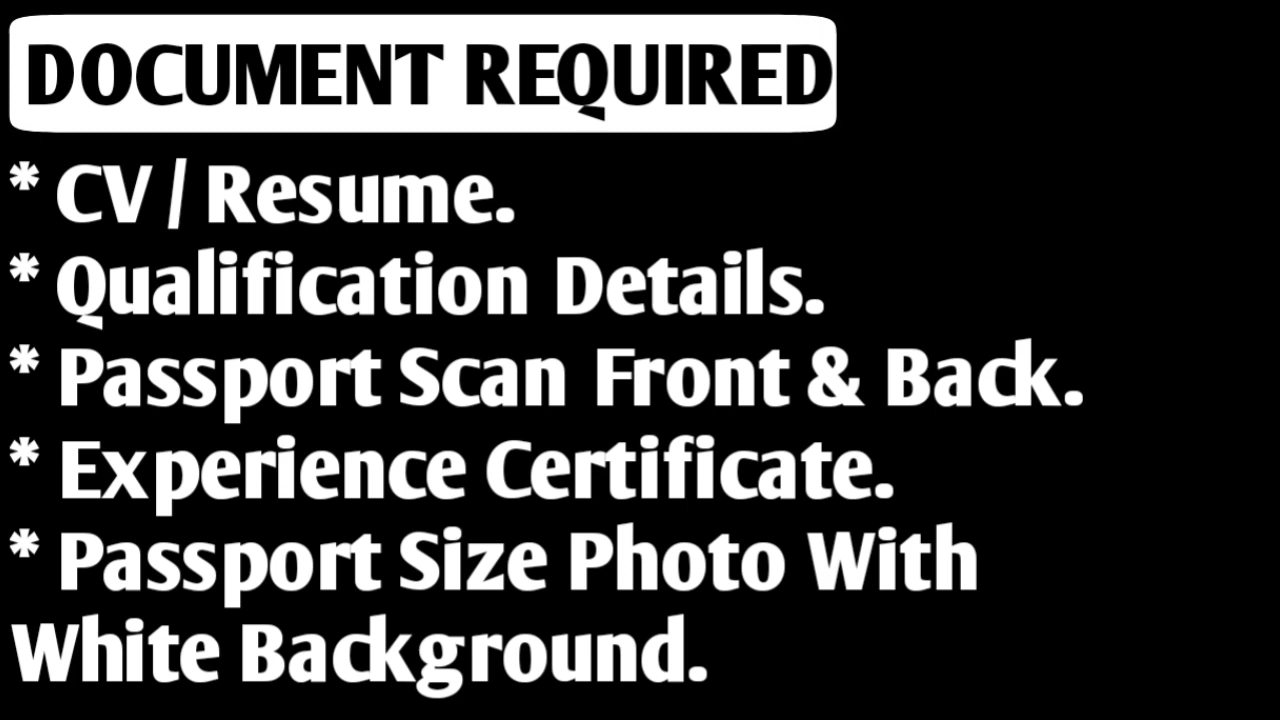 DOCUMENT REQUIRED
* CV / Resume.
* Qualification Details.
* Passport Scan Front & Back.
* Experience Certificate.
* Passport Size Photo With
White Background.